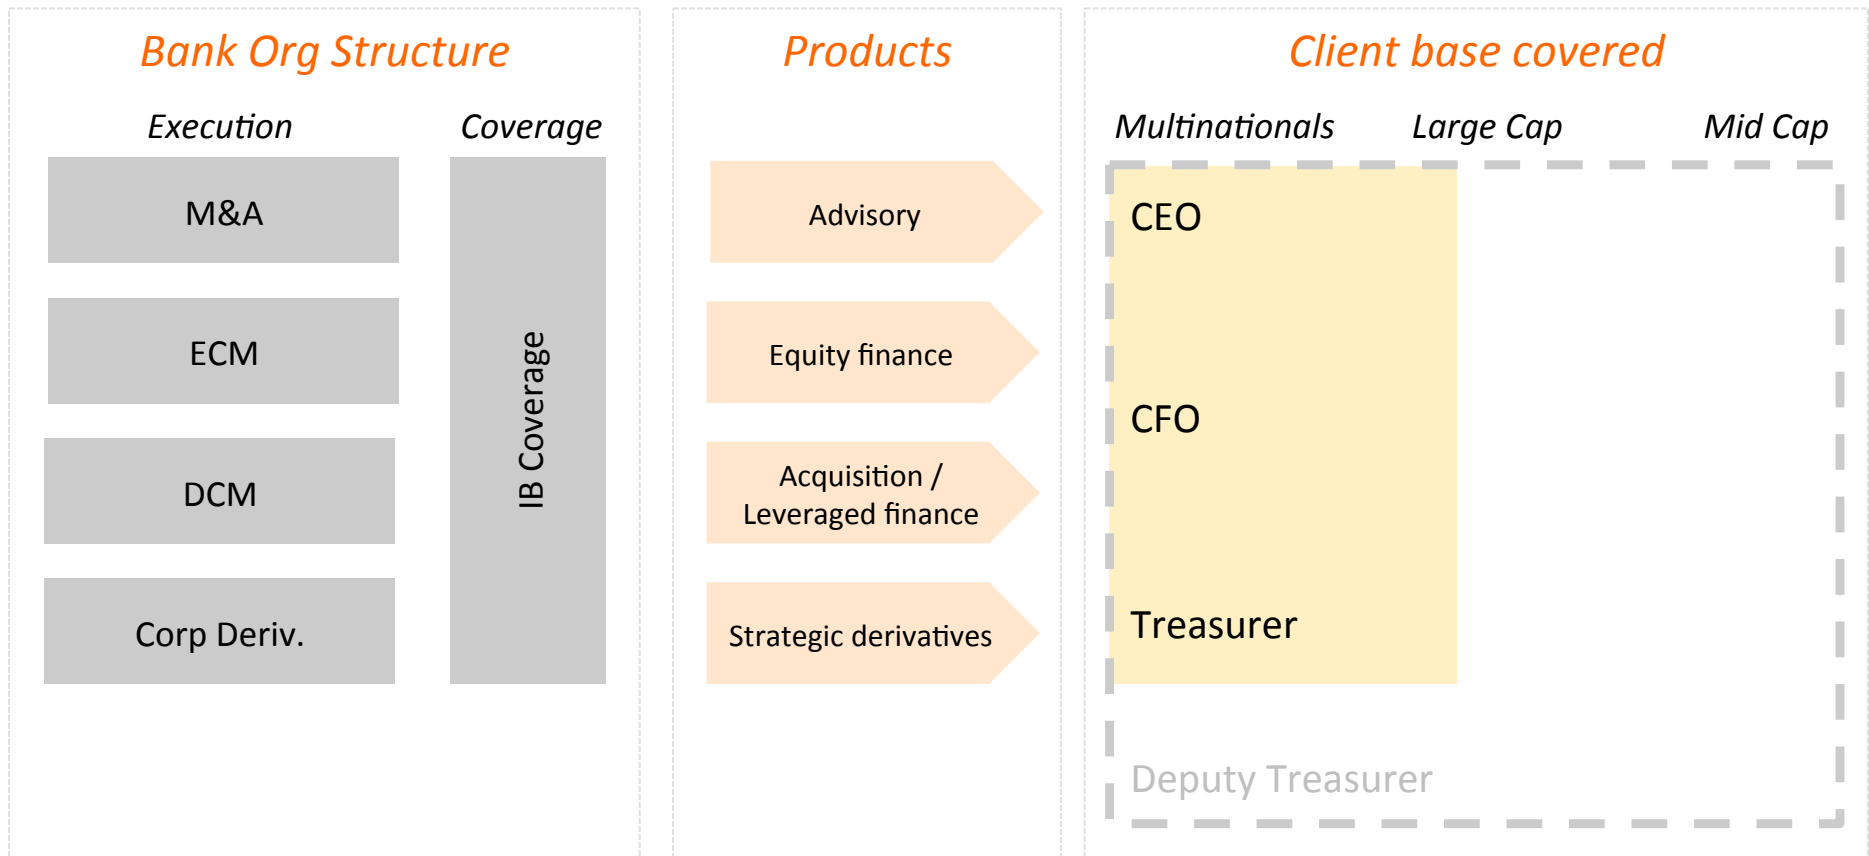 Bank Org Structure
Products
Client base covered
Execution
Coverage
Multinationals
Large Cap
Mid Cap
M&A
ECM
DCM
Corp Deriv.
IB Coverage
Advisory
Equity finance
Acquisition /
Leveraged finance
Strategic derivatives
CEO
CFO
Treasurer
Deputy Treasurer